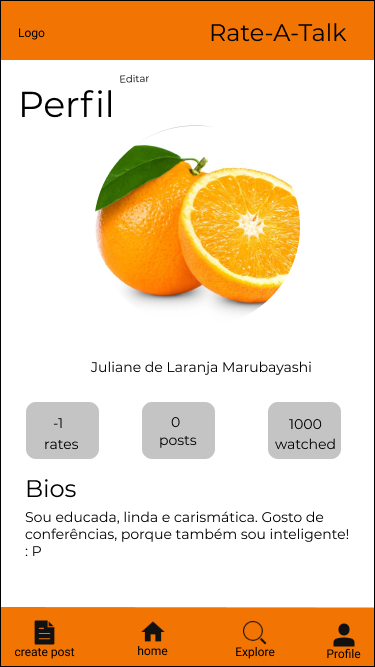 Logo
Rate-A-Talk
Editar
Perfil
Juliane de Laranja Marubayashi
-1
rates
0
posts
1000
watched
Bios
Sou educada, linda e carismática. Gosto de
conferências, porque também sou inteligente!
: P
create post
home
Explore
Profile